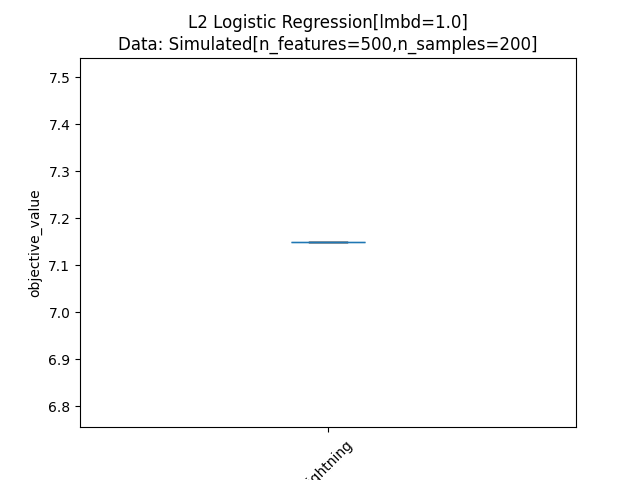 L2 Logistic Regression[lmbd=1.0]
Data: Simulated[n_features=500,n_samples=200]
7.5
7.4
7.3
7.2
7.1
7.0
6.9
6.8
objective_value
ightning